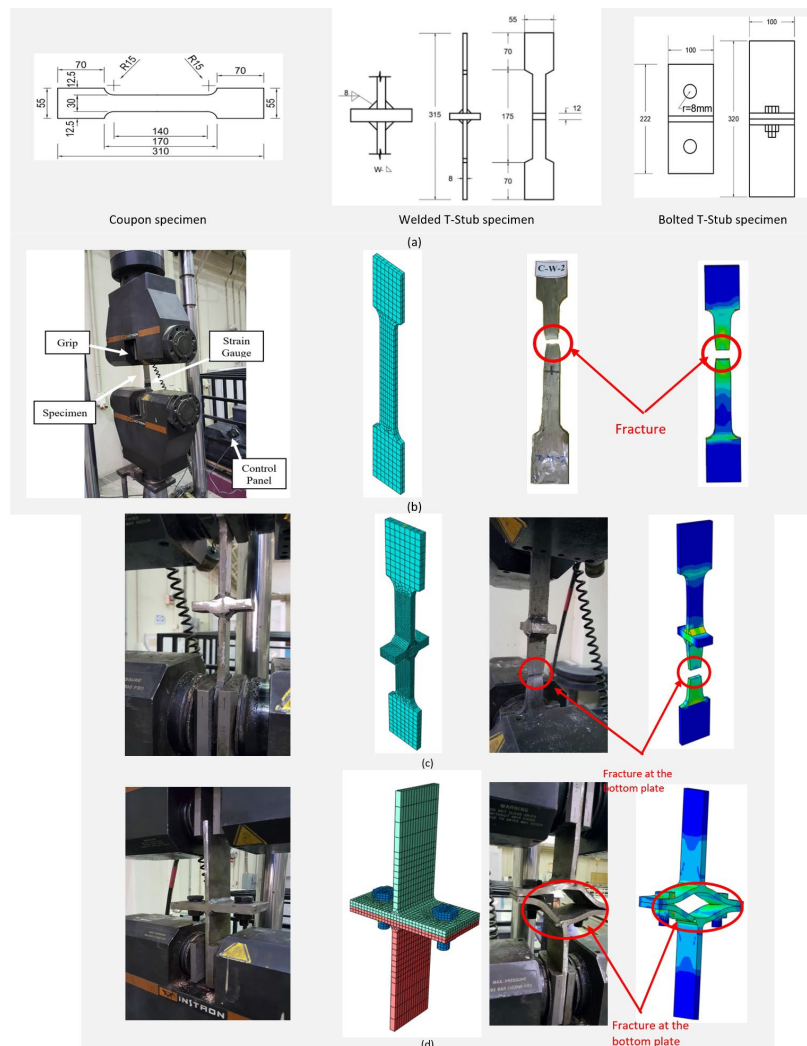 70
R15
R15
70
12.5
55
30
55
12.5
140
170
310
Coupon specimen
55
70
8
315
175
12
W-
8
70
Welded T-Stub specimen
100
100
r=8mm
222
320
Bolted T-Stub specimen
(a)
C-W-2
Grip
Strain
Gauge
Specimen
Control
Panel
Fracture
(b)
Fracture at the
bottom plate
(c)
WARNING
INSTRON
Fracture at the
bottom plate
(d)